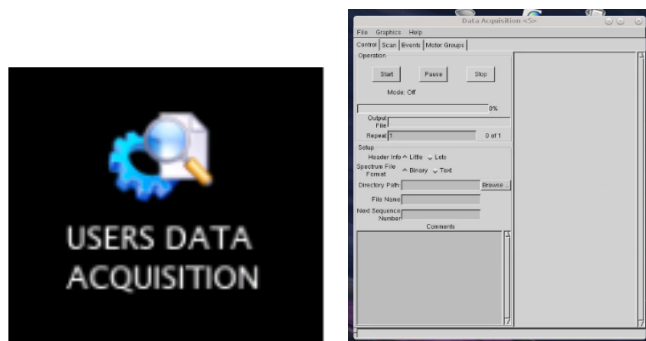 USERS DATA
ACQUISITION
Data Acquisition <5>
File Graphics Help
Control Scan Events Motor Groups
Operation
Start Pause Stop
Mode: Off
0%
Output
File
Repeat 1 0 of 1
Setup
Header Info Little Lots
Spectrum File
Format Binary Text
Directory Path Browse ..
File Name
Next Sequence
Number
Comments